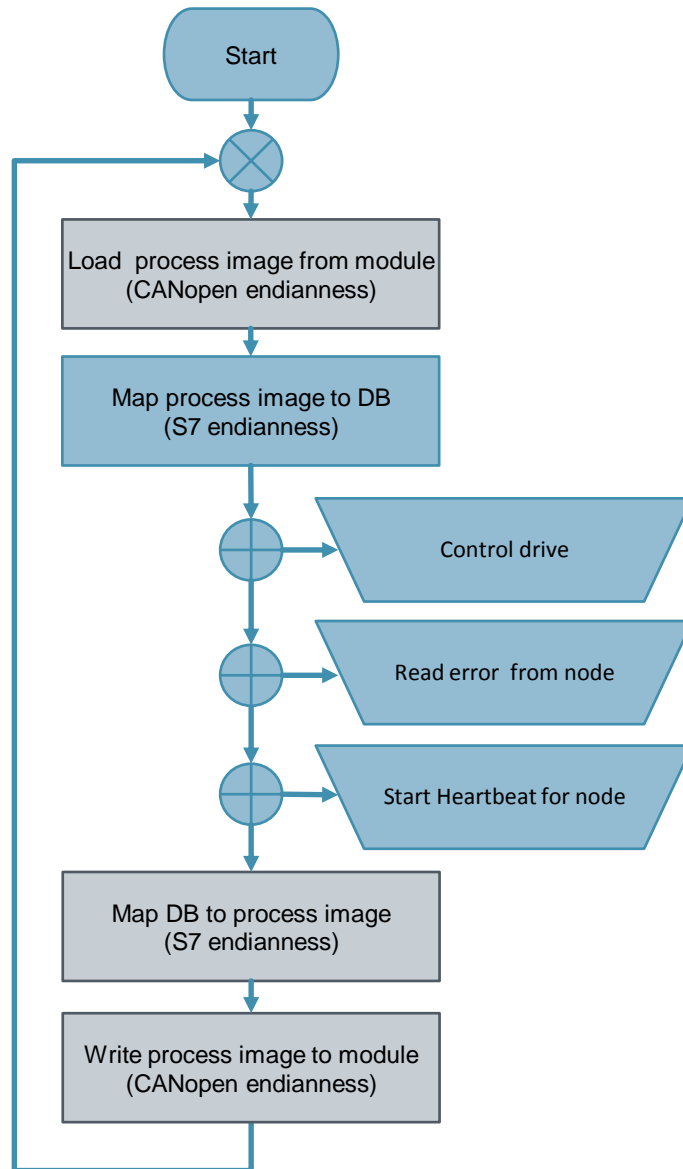 Start
Load process image from module
(CANopen endianness)
Map process image to DB
(S7 endianness)
Control drive
Read error from node
Start Heartbeat for node
Map DB to process image
(S7 endianness)
Write process image to module
(CANopen endianness)